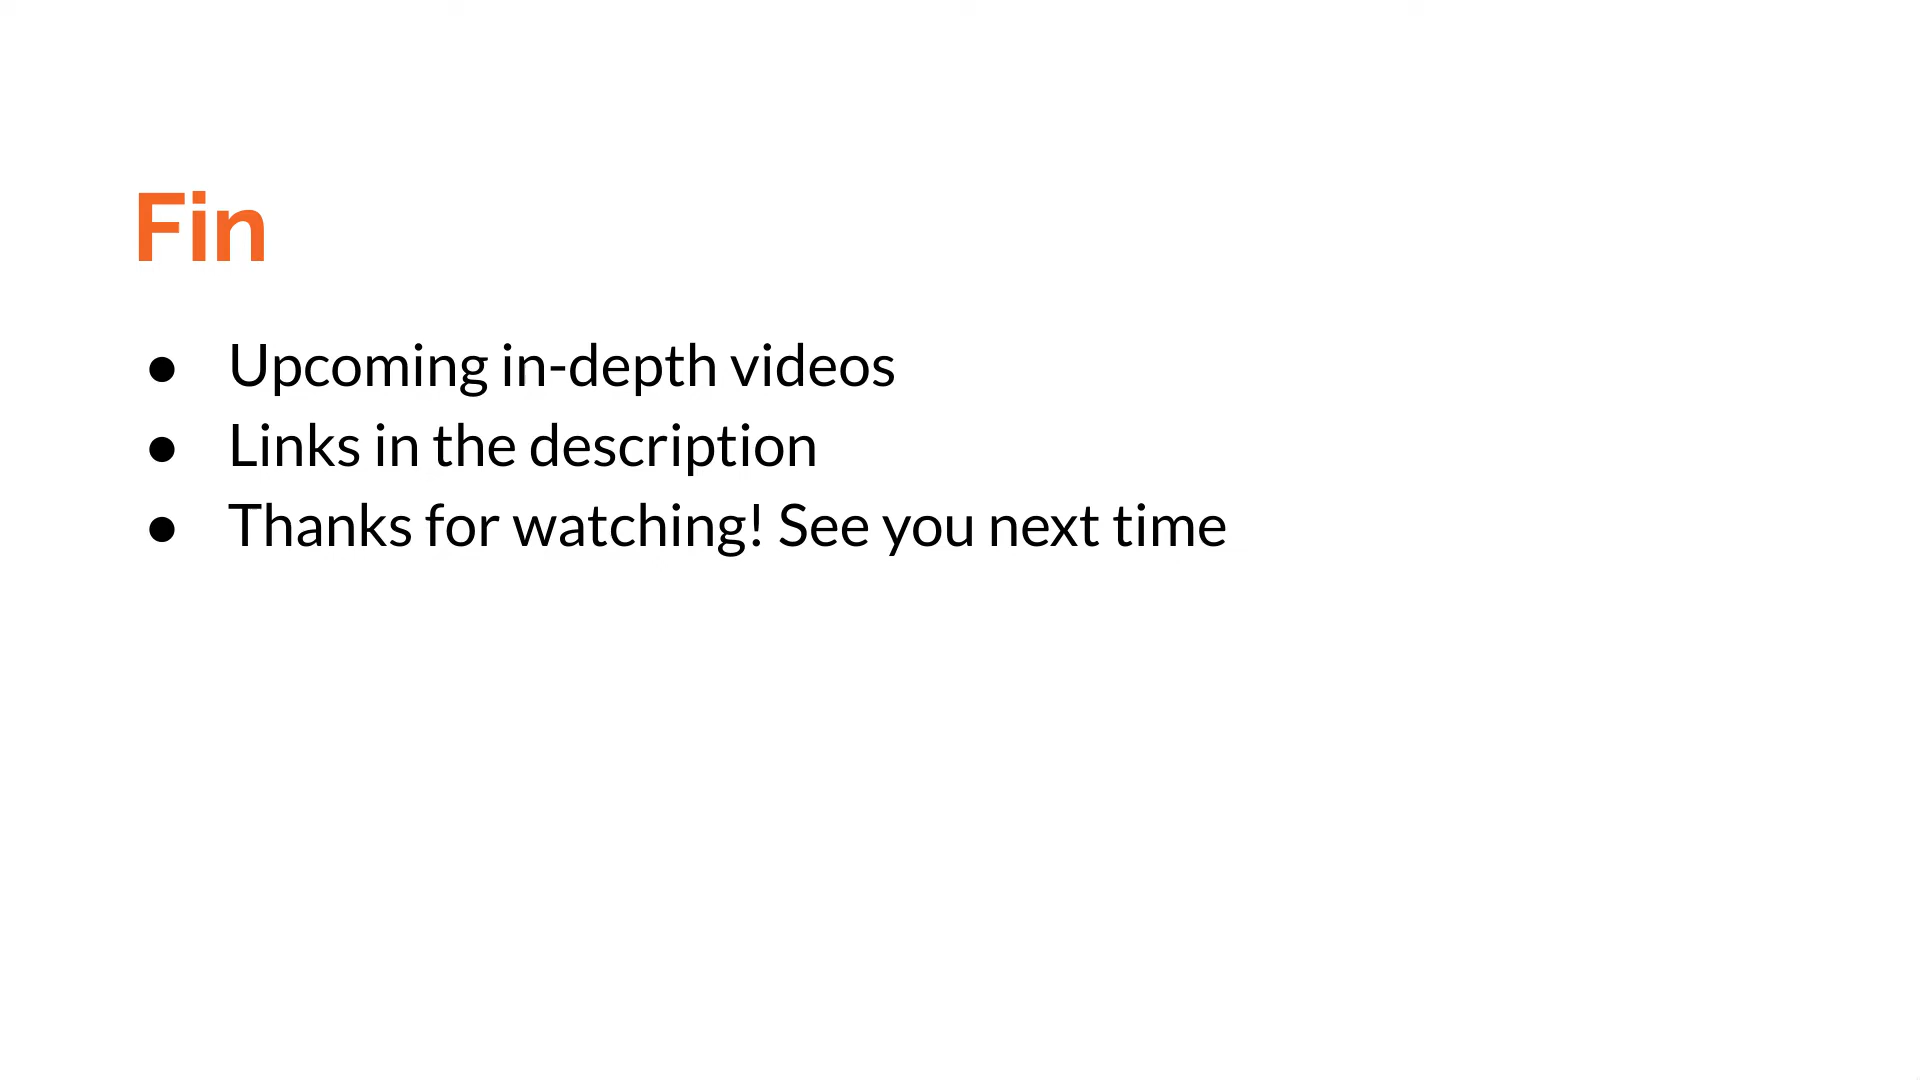 Fin
● Upcoming in-depth videos
● Links in the description
● Thanks for watching! See you next time